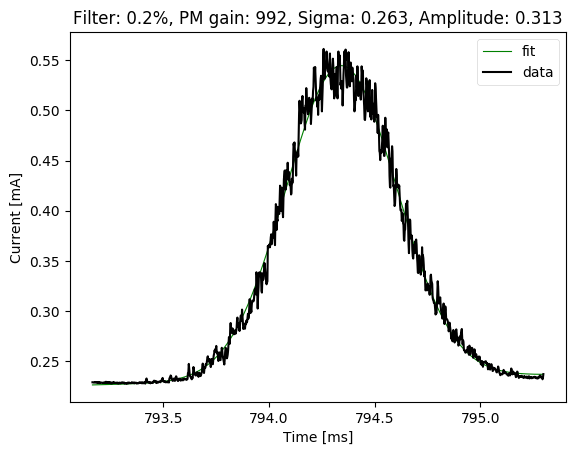 Filter: 0.2%, PM gain: 992, Sigma: 0.263, Amplitude: 0.313
fit
data
0.55
0.50
0.45
0.40
0.35
0.30
0.25
Current [mA]
793.5 794.0 794.5 795.0
Time [ms]